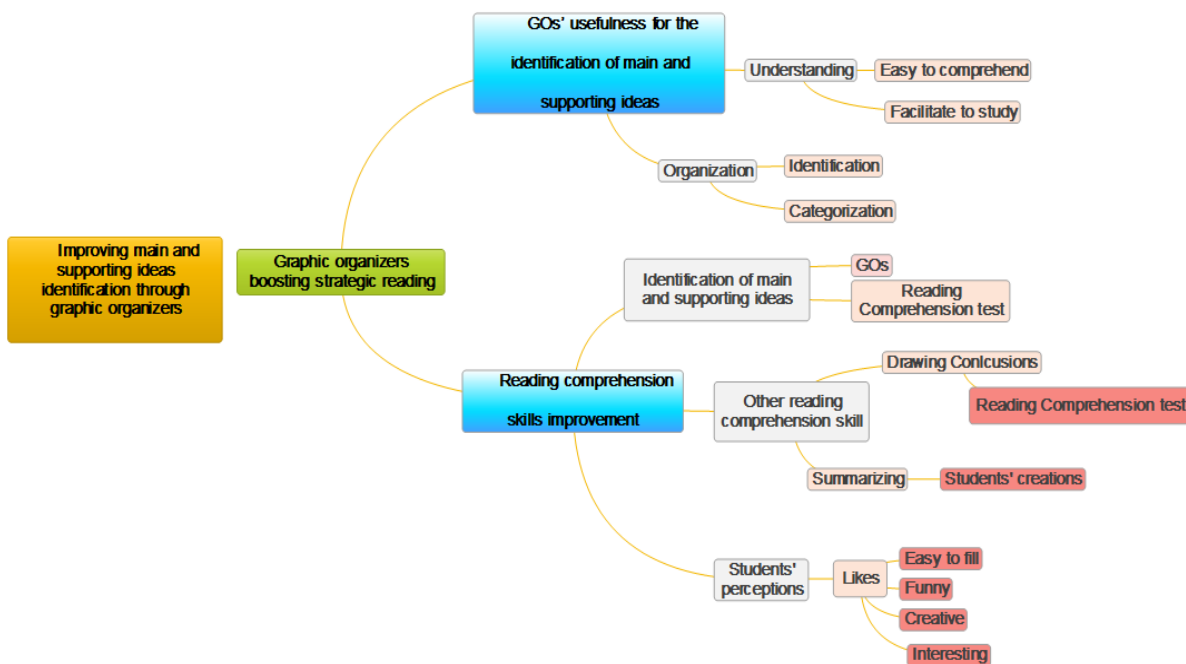 GOs' usefulness for the
identification of main and
supporting ideas
Understanding
Easy to comprehend
Facilitate to study
Organization
Identification
Categorization
Improving main and
supporting ideas
identification through
graphic organizers
Graphic organizers
boosting strategic reading
Identification of main
and supporting ideas
GOs
Reading
Comprehension test
Reading comprehension
skills improvement
Other reading
comprehension skill
Drawing Conlcusions
Reading Comprehension test
Summarizing
Students' creations
Students'
perceptions
Likes
Easy to fill
Funny
Creative
Interesting